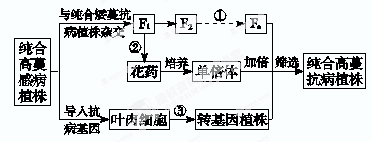 纯合高蔓感病植株
与纯合矮蔓抗病植株杂交
F₁
F₂
①
Fₙ
②
花药
培养
单倍体
加倍
筛选
纯合高蔓抗病植株
导入抗病基因
叶肉细胞
③
转基因植株